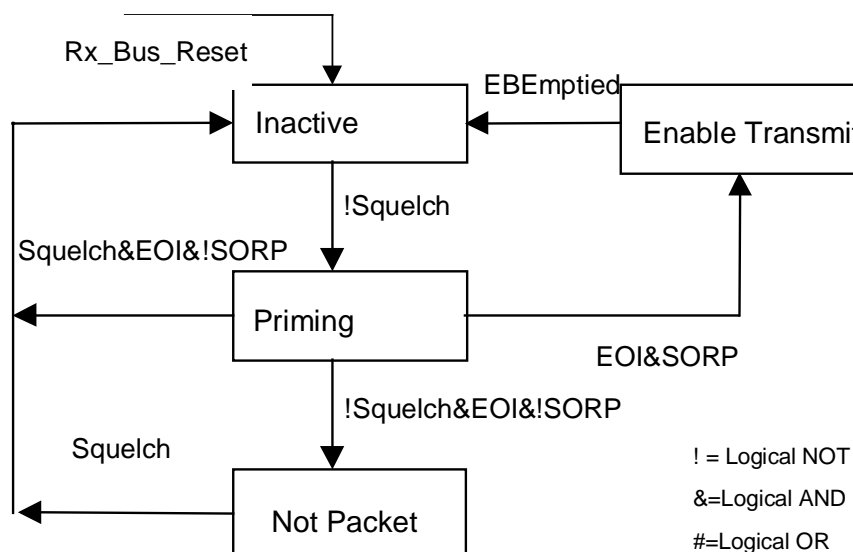 Rx_Bus_Reset
EBEmptied
Inactive
Enable Transmit
!Squelch
Squelch&EOI&!SORP
Priming
EOI&SORP
!Squelch&EOI&!SORP
Squelch
! = Logical NOT
&=Logical AND
Not Packet
#=Logical OR